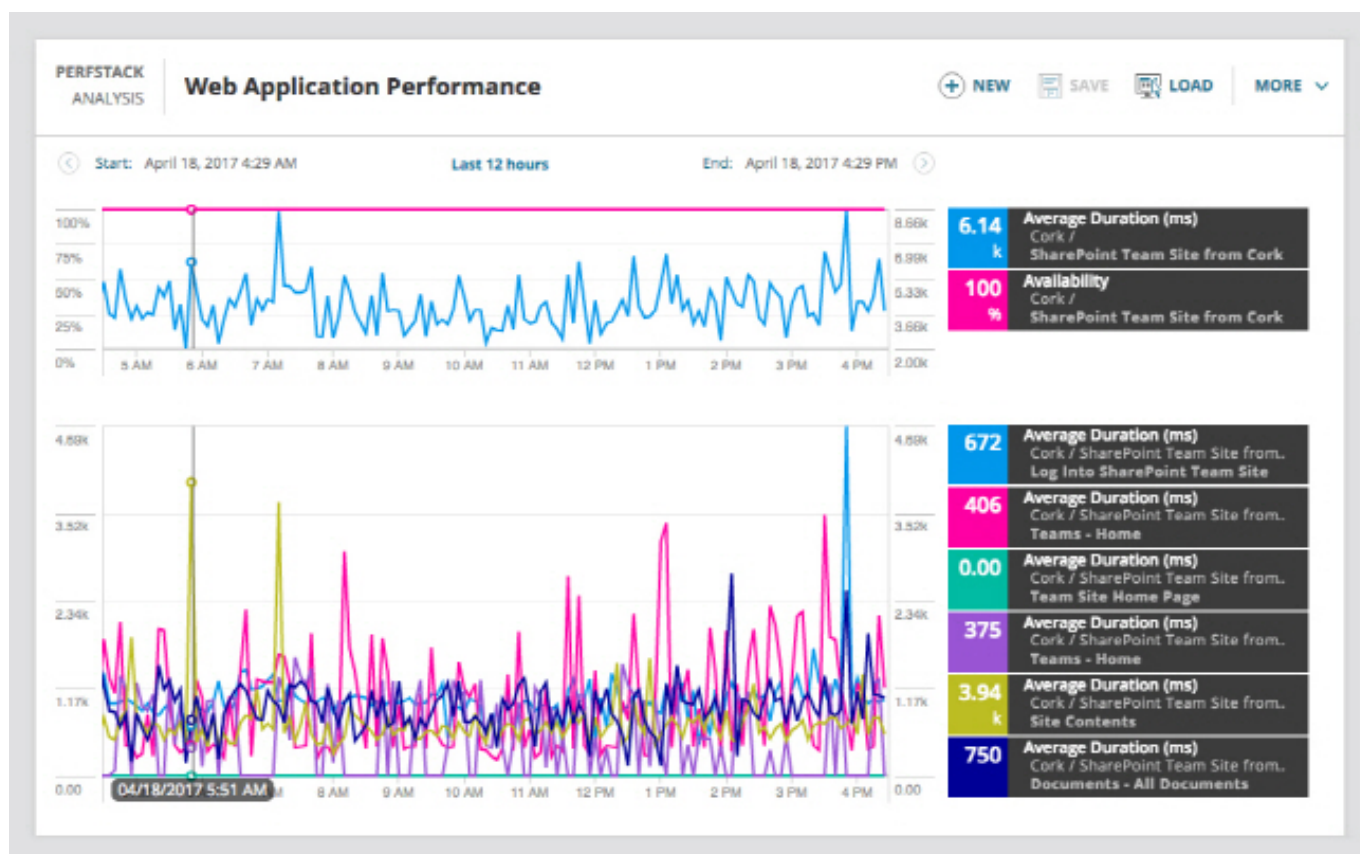 PERFSTACK
ANALYSIS
Web Application Performance
NEW
SAVE
LOAD
MORE
Start: April 18, 2017 4:29 AM
Last 12 hours
End: April 18, 2017 4:29 PM
100%
75%
50%
25%
0%
8.66k
6.99k
5.33k
3.66k
2.00k
5 AM 6 AM 7 AM 8 AM 9 AM 10 AM 11 AM 12 PM 1 PM 2 PM 3 PM 4 PM
6.14 k
Average Duration (ms)
Cork /
SharePoint Team Site from Cork
100 %
Availability
Cork /
SharePoint Team Site from Cork
4.69k
3.52k
2.34k
1.17k
0.00
4.69k
3.52k
2.34k
1.17k
0.00
04/18/2017 5:51 AM
8 AM 9 AM 10 AM 11 AM 12 PM 1 PM 2 PM 3 PM 4 PM
672
Average Duration (ms)
Cork / SharePoint Team Site from..
Log Into SharePoint Team Site
406
Average Duration (ms)
Cork / SharePoint Team Site from..
Teams - Home
0.00
Average Duration (ms)
Cork / SharePoint Team Site from..
Team Site Home Page
375
Average Duration (ms)
Cork / SharePoint Team Site from..
Teams - Home
3.94 k
Average Duration (ms)
Cork / SharePoint Team Site from..
Site Contents
750
Average Duration (ms)
Cork / SharePoint Team Site from..
Documents - All Documents